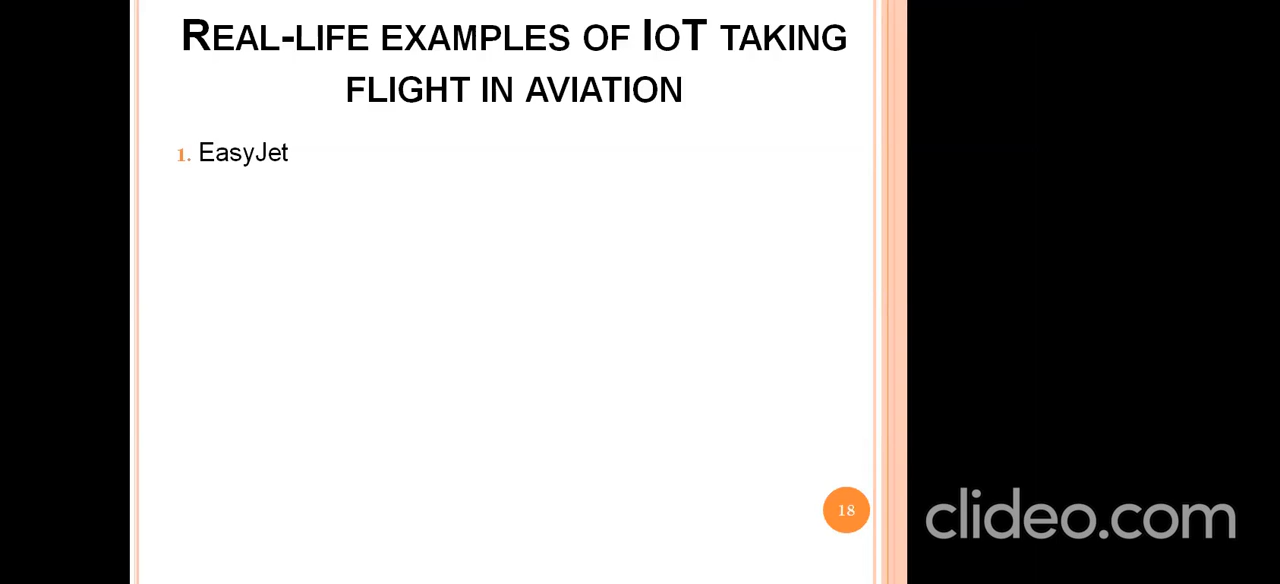 REAL-LIFE EXAMPLES OF IOT TAKING
FLIGHT IN AVIATION
1. EasyJet
18
clideo.com